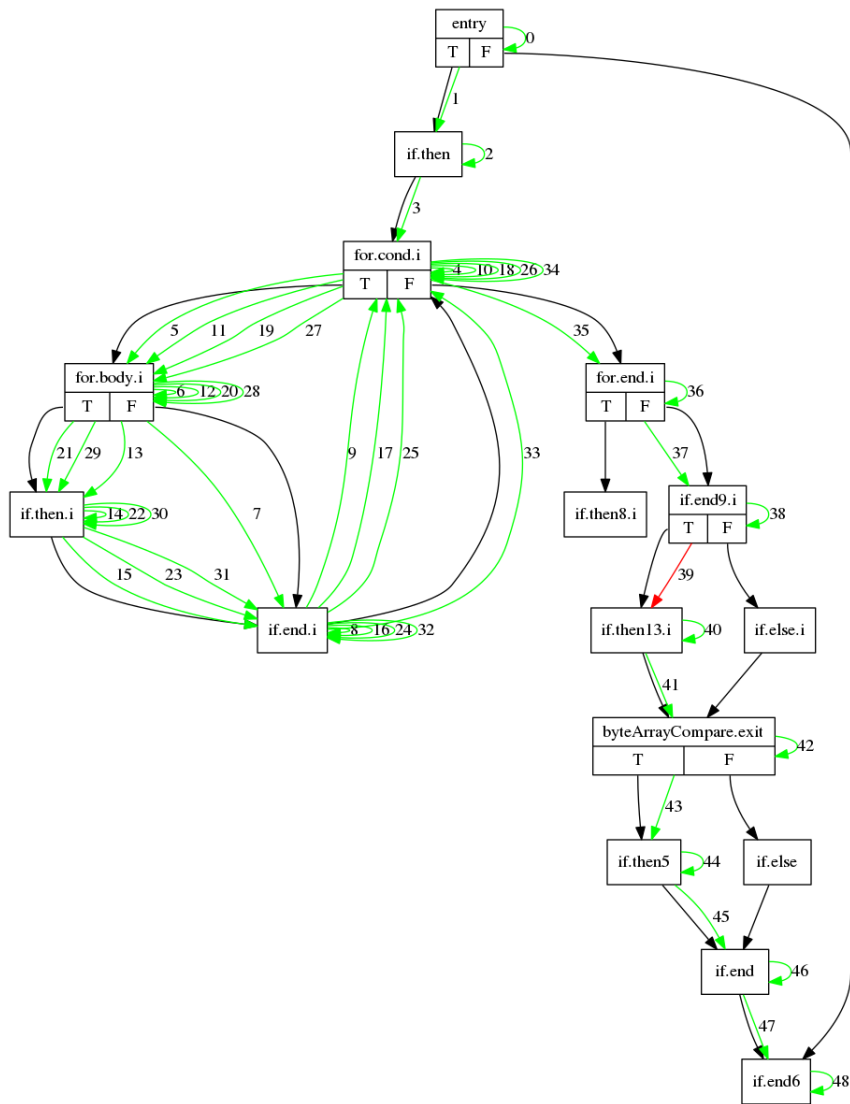 entry
0
T F
1
if.then
2
3
for.cond.i
4 10 18 26 34
T F
5 11 19 27
35
for.body.i
6 12 20 28
T F
for.end.i
36
T F
21 29 13
7
9 17 25 33
37
if.then.i
14 22 30
if.then8.i
if.end9.i
38
T F
15 23 31
39
if.end.i
8 16 24 32
if.then13.i
40
if.else.i
41
byteArrayCompare.exit
42
T F
43
if.then5
44
if.else
45
if.end
46
47
if.end6
48